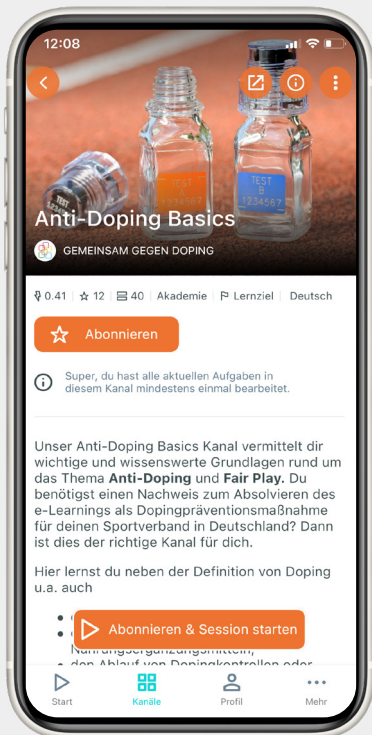 12:08
TEST
A
1234567
TEST
B
1234567
Anti-Doping Basics
GEMEINSAM GEGEN DOPING
0.41 12 40 Akademie Lernziel Deutsch
Abonnieren
Super, du hast alle aktuellen Aufgaben in
diesem Kanal mindestens einmal bearbeitet.
Unser Anti-Doping Basics Kanal vermittelt dir
wichtige und wissenswerte Grundlagen rund um
das Thema Anti-Doping und Fair Play. Du
benötigst einen Nachweis zum Absolvieren des
e-Learnings als Dopingpräventionsmaßnahme
für deinen Sportverband in Deutschland? Dann
ist dies der richtige Kanal für dich.
Hier lernst du neben der Definition von Doping
u.a. auch
Abonnieren & Session starten
Nahrungsergänzungsmitteln,
den Ablauf von Dopingkontrollen oder
Start Kanäle Profil Mehr